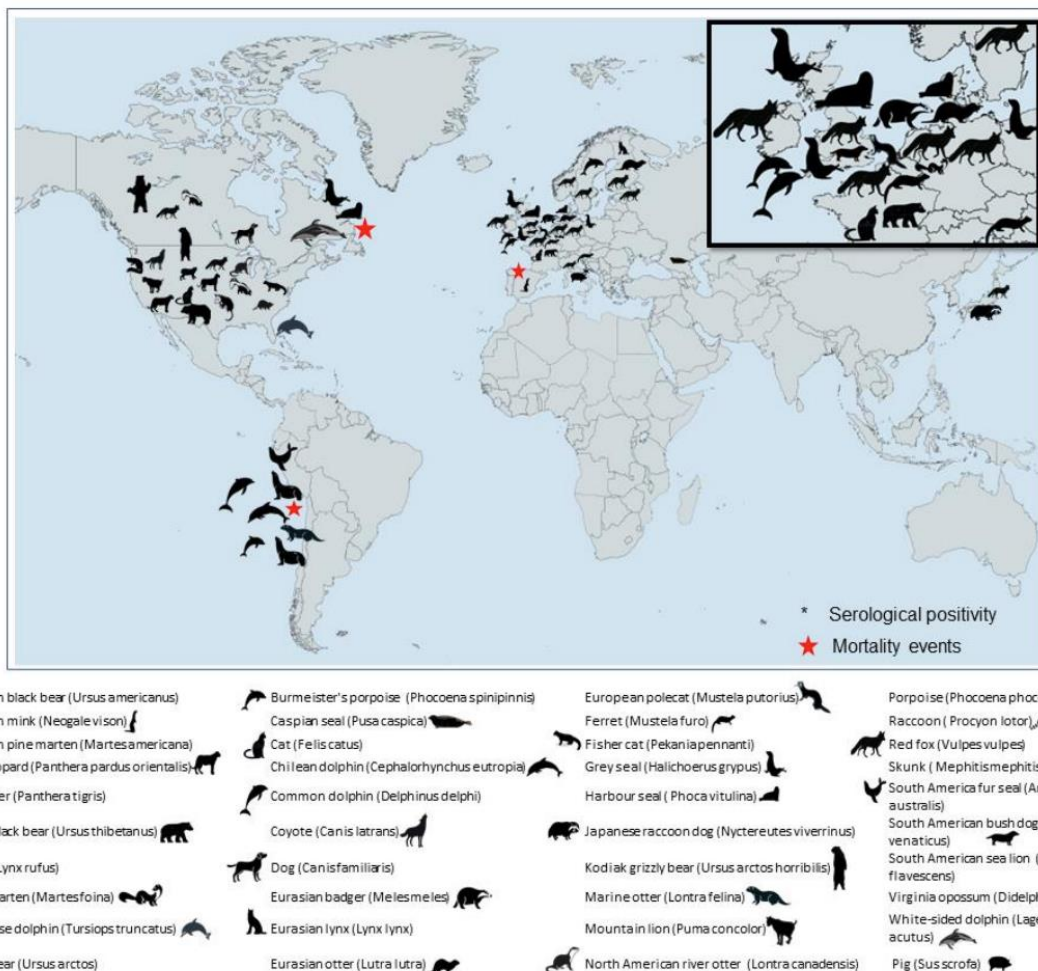 * Serological positivity
Mortality events
n black bear (Ursus americanus)
n mink (Neogale vison)
n pine marten (Martes americana)
opard (Panthera pardus orientalis)
er (Panthera tigris)
lack bear (Ursus thibetanus)
Lynx rufus)
arten (Martes foina)
se dolphin (Tursiops truncatus)
ear (Ursus arctos)
Burmeister's porpoise (Phocoena spinipinnis)
Caspian seal (Pusa caspica)
Cat (Felis catus)
Chilean dolphin (Cephalorhynchus eutropia)
Common dolphin (Delphinus delphi)
Coyote (Canis latrans)
Dog (Canis familiaris)
Eurasian badger (Meles meles)
Eurasian lynx (Lynx lynx)
Eurasian otter (Lutra lutra)
European polecat (Mustela putorius)
Ferret (Mustela furo)
Fisher cat (Pekania pennanti)
Grey seal (Halichoerus grypus)
Harbour seal (Phoca vitulina)
Japanese raccoon dog (Nyctereutes viverrinus)
Kodiak grizzly bear (Ursus arctos horribilis)
Marine otter (Lontra felina)
Mountain lion (Puma concolor)
North American river otter (Lontra canadensis)
Porpoise (Phocoena phoc
Raccoon (Procyon lotor)
Red fox (Vulpes vulpes)
Skunk (Mephitis mephitis
South America fur seal (Ar
australis)
South American bush dog
venaticus)
South American sea lion (
flavescens)
Virginia opossum (Didelph
White-sided dolphin (Lage
acutus)
Pig (Sus scrofa)